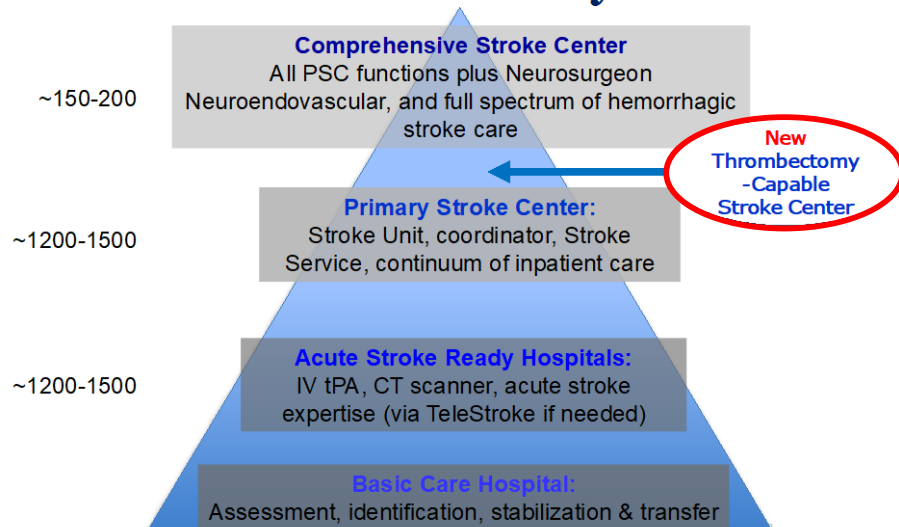 Comprehensive Stroke Center
All PSC functions plus Neurosurgeon
Neuroendovascular, and full spectrum of hemorrhagic
stroke care
~150-200
New
Thrombectomy
-Capable
Stroke Center
Primary Stroke Center:
Stroke Unit, coordinator, Stroke
Service, continuum of inpatient care
~1200-1500
Acute Stroke Ready Hospitals:
IV tPA, CT scanner, acute stroke
expertise (via TeleStroke if needed)
~1200-1500
Basic Care Hospital:
Assessment, identification, stabilization & transfer